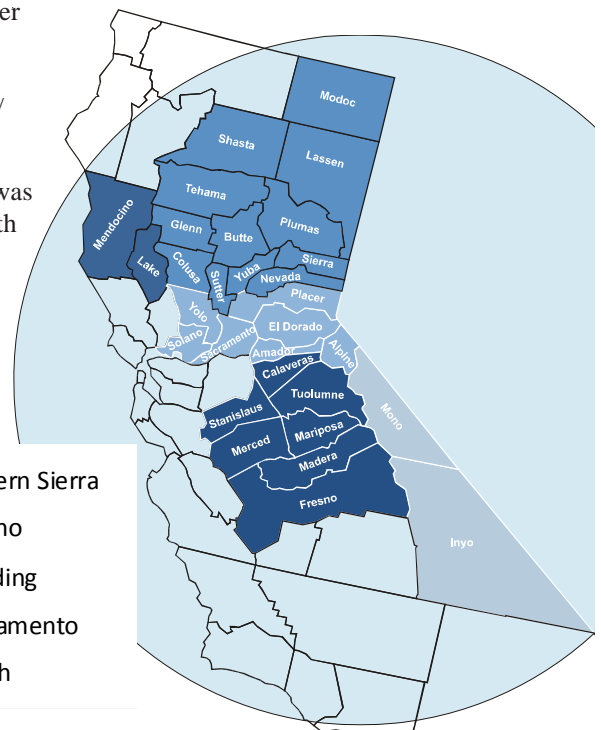 er
was
th
Modoc
Shasta
Lassen
Tehama
Mendocino
Plumas
Glenn
Butte
Lake
Colusa
Sierra
Yuba
Nevada
Sutter
Placer
Yolo
El Dorado
Solano
Sacramento
Alpine
Amador
Calaveras
Tuolumne
Mono
Stanislaus
Mariposa
Merced
Madera
Fresno
Inyo
ern Sierra
no
ding
amento
h